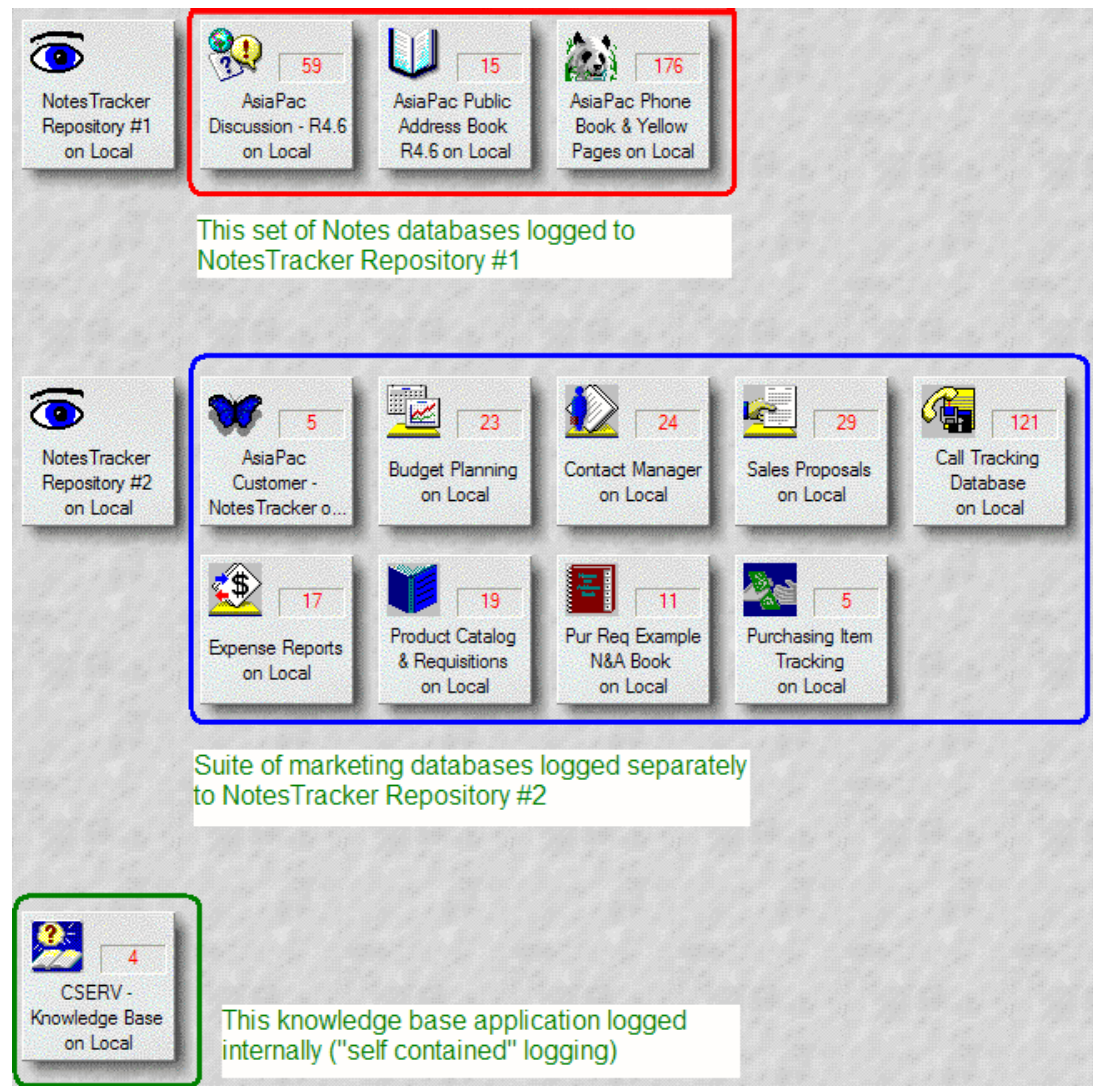 59
15
176
NotesTracker
Repository #1
on Local
AsiaPac
Discussion - R4.6
on Local
AsiaPac Public
Address Book
R4.6 on Local
AsiaPac Phone
Book & Yellow
Pages on Local
This set of Notes databases logged to
NotesTracker Repository #1
5
23
24
29
121
NotesTracker
Repository #2
on Local
AsiaPac
Customer -
NotesTracker o...
Budget Planning
on Local
Contact Manager
on Local
Sales Proposals
on Local
Call Tracking
Database
on Local
17
19
11
5
Expense Reports
on Local
Product Catalog
& Requisitions
on Local
Pur Req Example
N&A Book
on Local
Purchasing Item
Tracking
on Local
Suite of marketing databases logged separately
to NotesTracker Repository #2
4
CSERV -
Knowledge Base
on Local
This knowledge base application logged
internally ("self contained" logging)